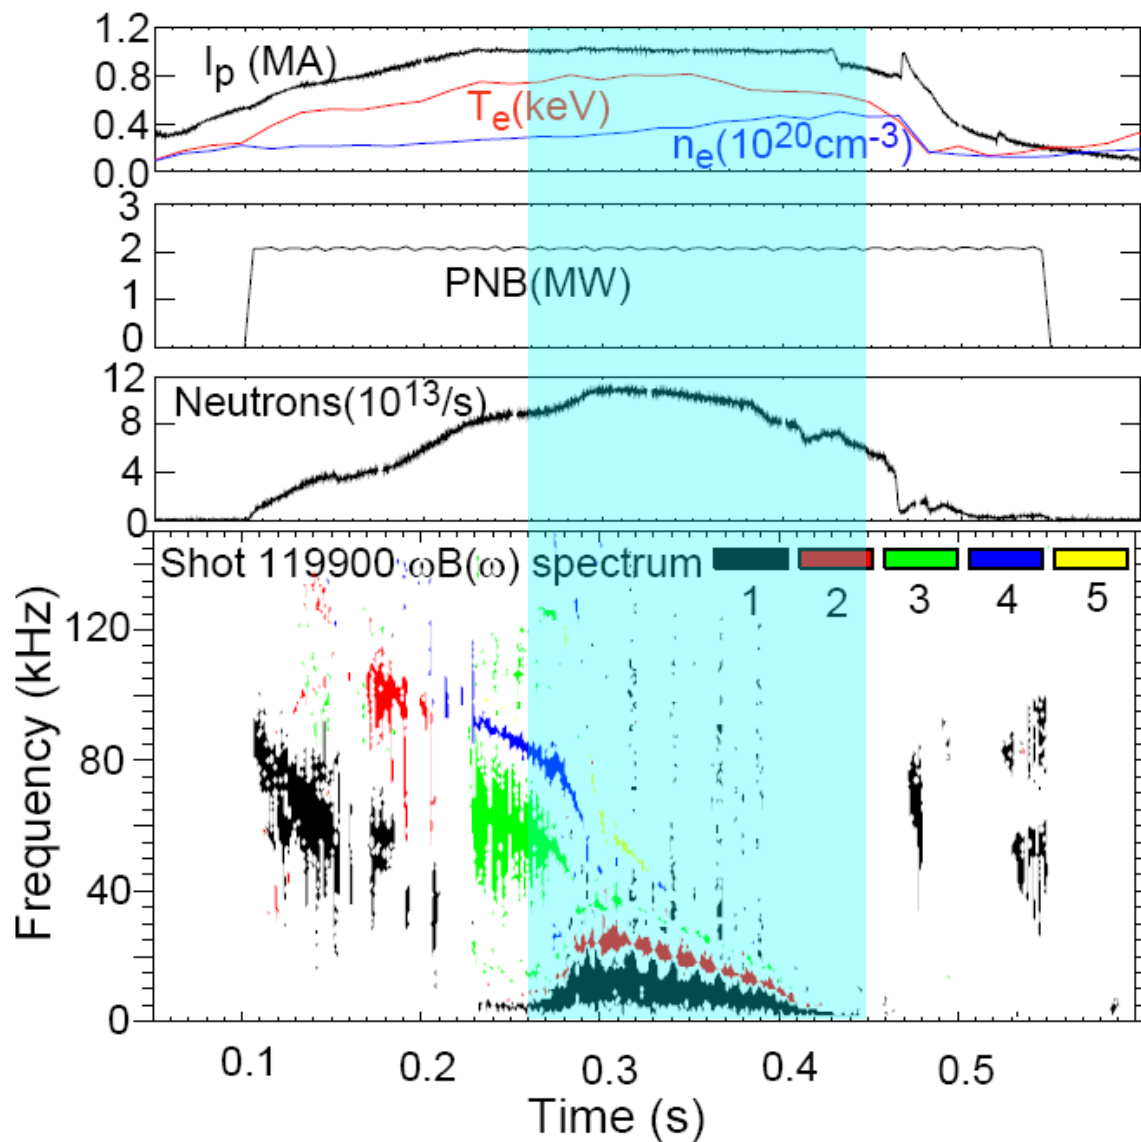 1.2
I_p (MA)
0.8
T_e(keV)
0.4
n_e(10^20cm^-3)
0.0
3
2
PNB(MW)
1
0
12
Neutrons(10^13/s)
8
4
0
Shot 119900 ωB(ω) spectrum
1 2 3 4 5
120
80
40
0
Frequency (kHz)
0.1 0.2 0.3 0.4 0.5
Time (s)